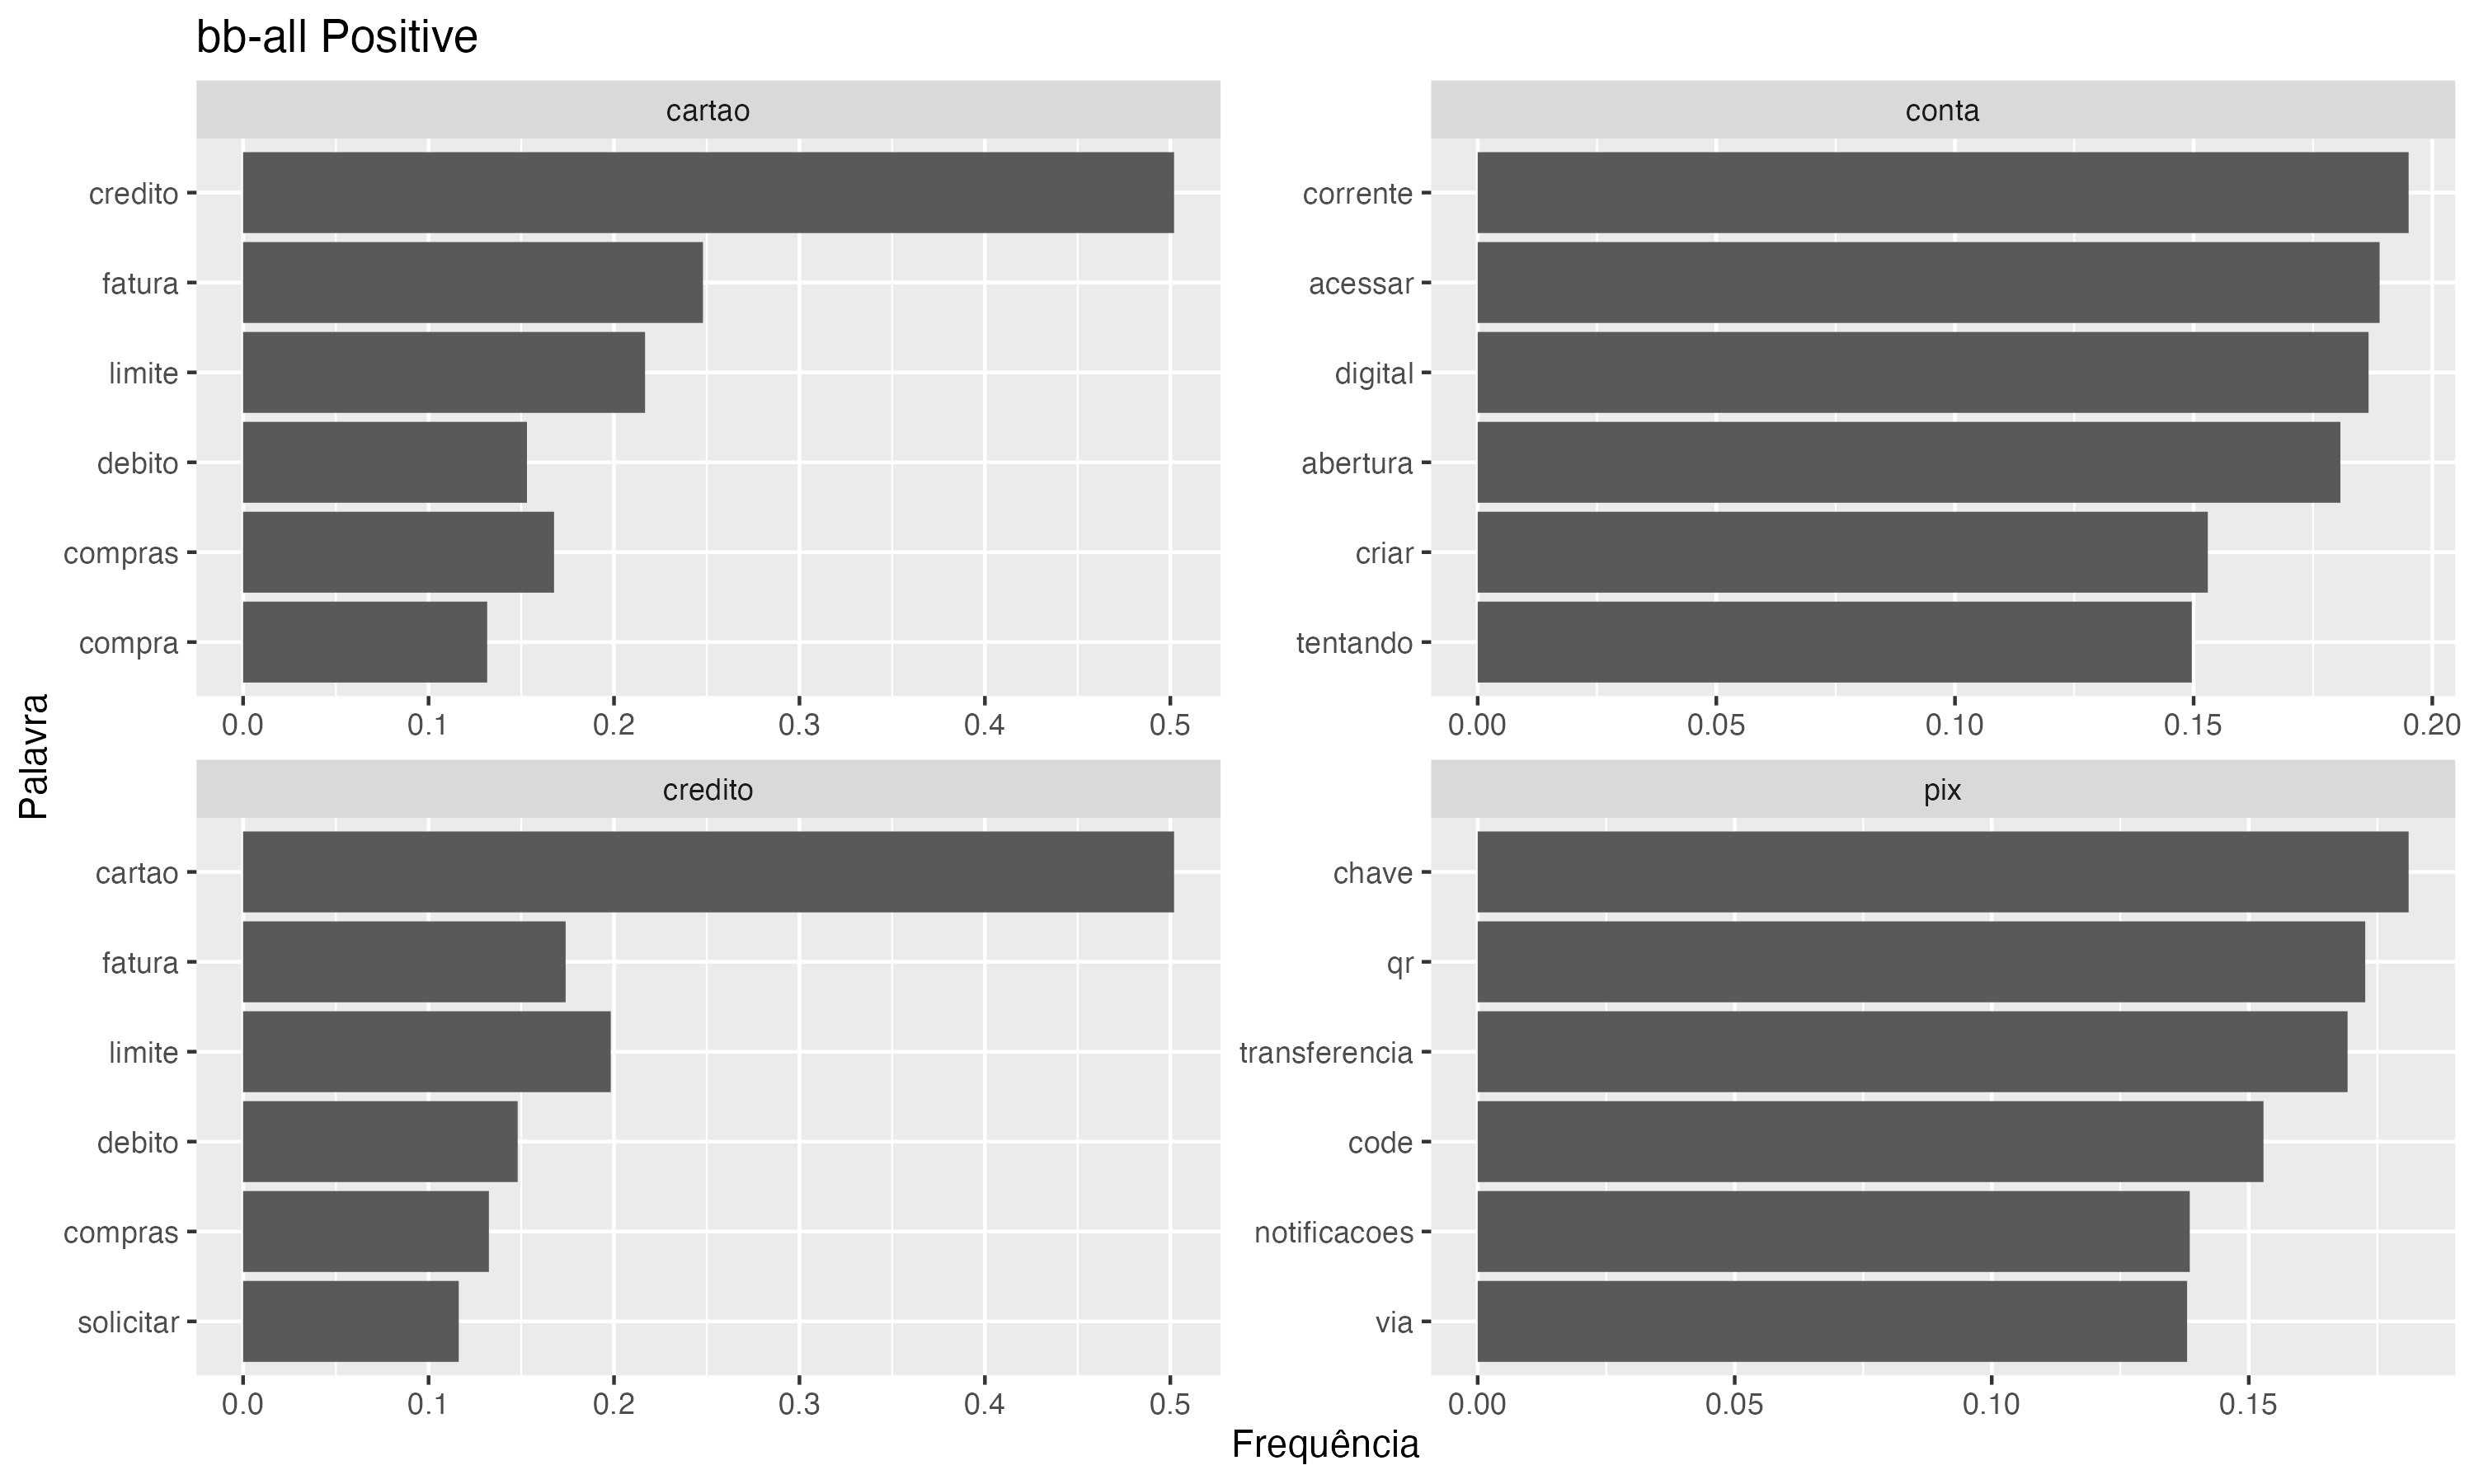 bb-all Positive
cartao
credito
fatura
limite
debito
compras
compra
0.0 0.1 0.2 0.3 0.4 0.5
conta
corrente
acessar
digital
abertura
criar
tentando
0.00 0.05 0.10 0.15 0.20
Palavra
credito
cartao
fatura
limite
debito
compras
solicitar
0.0 0.1 0.2 0.3 0.4 0.5
pix
chave
qr
transferencia
code
notificacoes
via
0.00 0.05 0.10 0.15
Frequência